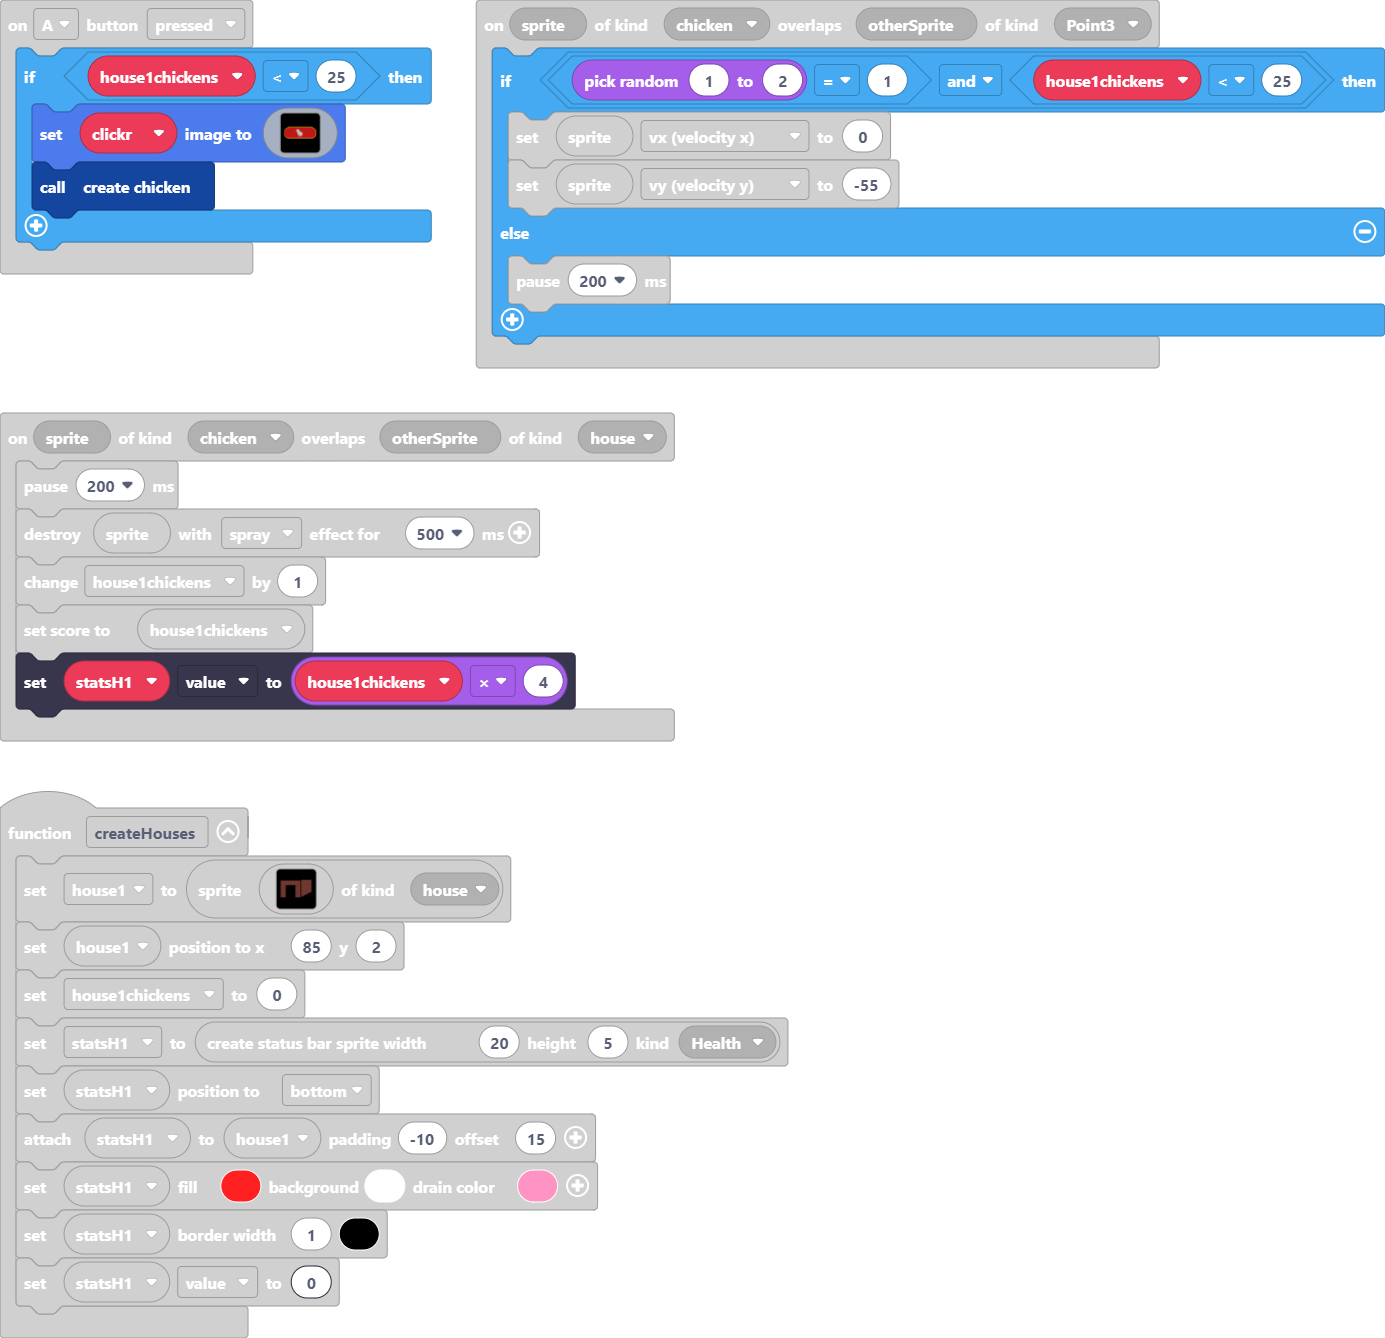 on A button pressed
if house1chickens < 25 then
set clickr image to
call create chicken
on sprite of kind chicken overlaps otherSprite of kind Point3
if pick random 1 to 2 = 1 and house1chickens < 25 then
set sprite vx (velocity x) to 0
set sprite vy (velocity y) to -55
else
pause 200 ms
on sprite of kind chicken overlaps otherSprite of kind house
pause 200 ms
destroy sprite with spray effect for 500 ms
change house1chickens by 1
set score to house1chickens
set statsH1 value to house1chickens × 4
function createHouses
set house1 to sprite of kind house
set house1 position to x 85 y 2
set house1chickens to 0
set statsH1 to create status bar sprite width 20 height 5 kind Health
set statsH1 position to bottom
attach statsH1 to house1 padding -10 offset 15
set statsH1 fill background drain color
set statsH1 border width 1
set statsH1 value to 0